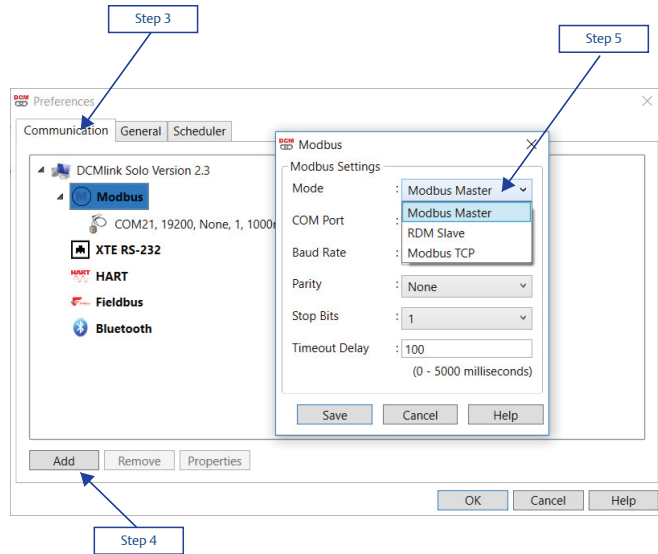 Step 3
Step 5
DCM
Preferences
Communication General Scheduler
DCMlink Solo Version 2.3
M Modbus
COM21, 19200, None, 1, 1000
XTE RS-232
HART HART
Fieldbus
Bluetooth
Add Remove Properties
DCM
Modbus
Modbus Settings
Mode : Modbus Master
Modbus Master
RDM Slave
Modbus TCP
COM Port :
Baud Rate :
Parity : None
Stop Bits : 1
Timeout Delay : 100
(0 - 5000 milliseconds)
Save Cancel Help
OK Cancel Help
Step 4